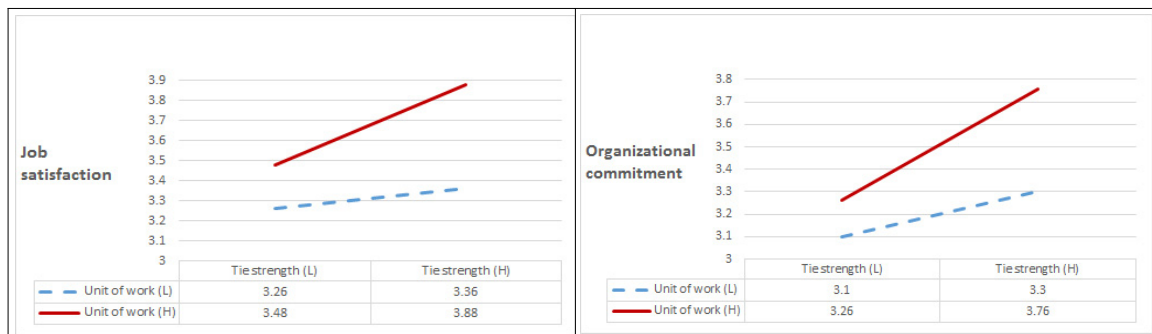 3.9
3.8
3.7
3.6
3.5
3.4
3.3
3.2
3.1
3
Job
satisfaction
Tie strength (L) Tie strength (H)
Unit of work (L) 3.26 3.36
Unit of work (H) 3.48 3.88
3.8
3.7
3.6
3.5
3.4
3.3
3.2
3.1
3
Organizational
commitment
Tie strength (L) Tie strength (H)
Unit of work (L) 3.1 3.3
Unit of work (H) 3.26 3.76